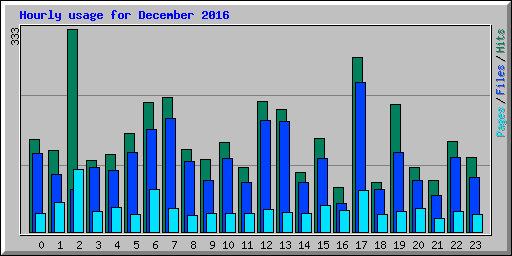 Hourly usage for December 2016
333
Pages / Files / Hits
0 1 2 3 4 5 6 7 8 9 10 11 12 13 14 15 16 17 18 19 20 21 22 23